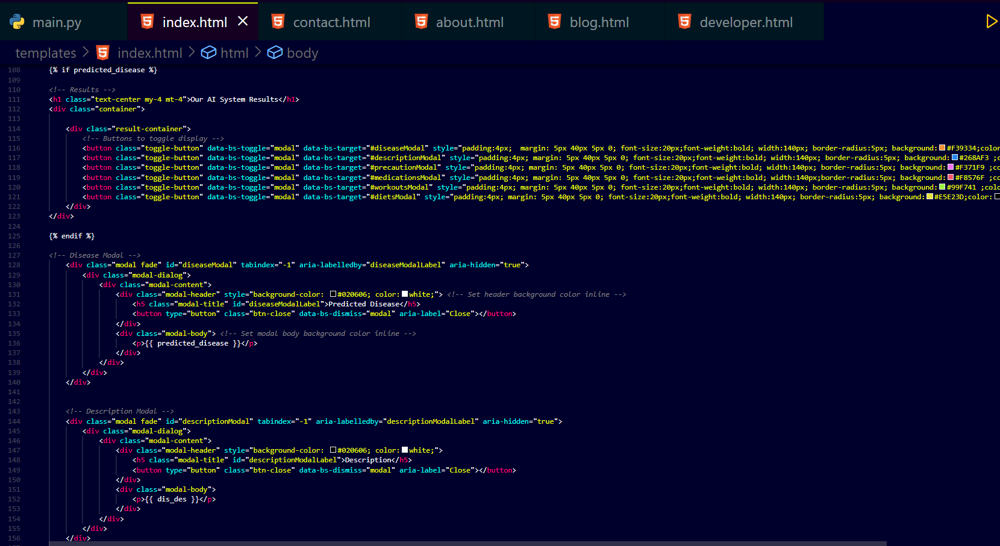 main.py index.html contact.html about.html blog.html developer.html
templates > index.html > html > body
108 {% if predicted_disease %}
109
110 <!-- Results -->
111 <h1 class="text-center my-4 mt-4">Our AI System Results</h1>
112 <div class="container">
113
114 <div class="result-container">
115 <!-- Buttons to toggle display -->
116 <button class="toggle-button" data-bs-toggle="modal" data-bs-target="#diseaseModal" style="padding:4px;  margin: 5px 40px 5px 0; font-size:20px;font-weight:bold; width:140px; border-radius:5px; background:#F39334;color
117 <button class="toggle-button" data-bs-toggle="modal" data-bs-target="#descriptionModal" style="padding:4px; margin: 5px 40px 5px 0; font-size:20px;font-weight:bold; width:140px; border-radius:5px; background:#268AF3 ;c
118 <button class="toggle-button" data-bs-toggle="modal" data-bs-target="#precautionModal" style="padding:4px; margin: 5px 40px 5px 0; font-size:20px;font-weight:bold; width:140px; border-radius:5px; background:#F371F9 ;co
119 <button class="toggle-button" data-bs-toggle="modal" data-bs-target="#medicationsModal" style="padding:4px; margin: 5px 40px 5px 0; font-size:20px;font-weight:bold; width:140px;border-radius:5px; background:#F8576F ;co
120 <button class="toggle-button" data-bs-toggle="modal" data-bs-target="#workoutsModal" style="padding:4px; margin: 5px 40px 5px 0; font-size:20px;font-weight:bold; width:140px; border-radius:5px; background:#99F741 ;colo
121 <button class="toggle-button" data-bs-toggle="modal" data-bs-target="#dietsModal" style="padding:4px; margin: 5px 40px 5px 0; font-size:20px;font-weight:bold; width:140px; border-radius:5px; background:#E5E23D;color:
122 </div>
123 </div>
124
125 {% endif %}
126
127 <!-- Disease Modal -->
128 <div class="modal fade" id="diseaseModal" tabindex="-1" aria-labelledby="diseaseModalLabel" aria-hidden="true">
129 <div class="modal-dialog">
130 <div class="modal-content">
131 <div class="modal-header" style="background-color: #020606; color:white;"> <!-- Set header background color inline -->
132 <h5 class="modal-title" id="diseaseModalLabel">Predicted Disease</h5>
133 <button type="button" class="btn-close" data-bs-dismiss="modal" aria-label="Close"></button>
134 </div>
135 <div class="modal-body"> <!-- Set modal body background color inline -->
136 <p>{{ predicted_disease }}</p>
137 </div>
138 </div>
139 </div>
140 </div>
141
142
143 <!-- Description Modal -->
144 <div class="modal fade" id="descriptionModal" tabindex="-1" aria-labelledby="descriptionModalLabel" aria-hidden="true">
145 <div class="modal-dialog">
146 <div class="modal-content">
147 <div class="modal-header" style="background-color: #020606; color:white;">
148 <h5 class="modal-title" id="descriptionModalLabel">Description</h5>
149 <button type="button" class="btn-close" data-bs-dismiss="modal" aria-label="Close"></button>
150 </div>
151 <div class="modal-body">
152 <p>{{ dis_des }}</p>
153 </div>
154 </div>
155 </div>
156 </div>